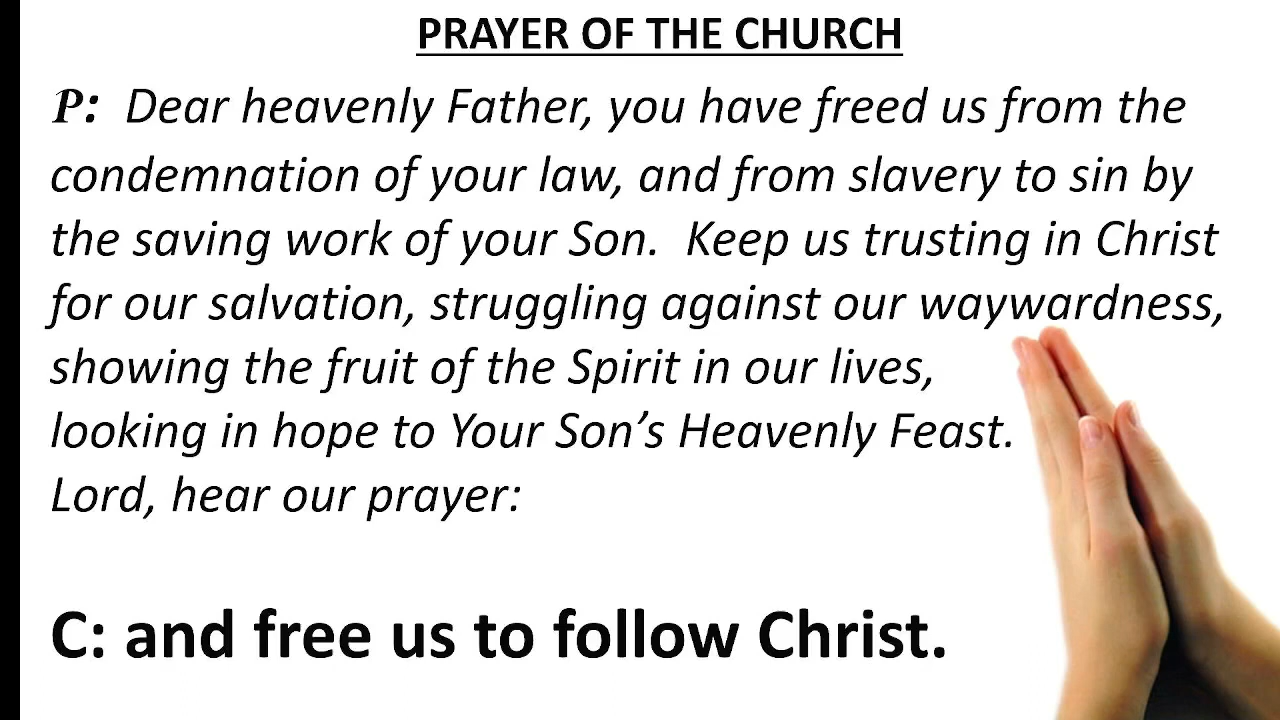 PRAYER OF THE CHURCH
P: Dear heavenly Father, you have freed us from the
condemnation of your law, and from slavery to sin by
the saving work of your Son. Keep us trusting in Christ
for our salvation, struggling against our waywardness,
showing the fruit of the Spirit in our lives,
looking in hope to Your Son’s Heavenly Feast.
Lord, hear our prayer:
C: and free us to follow Christ.